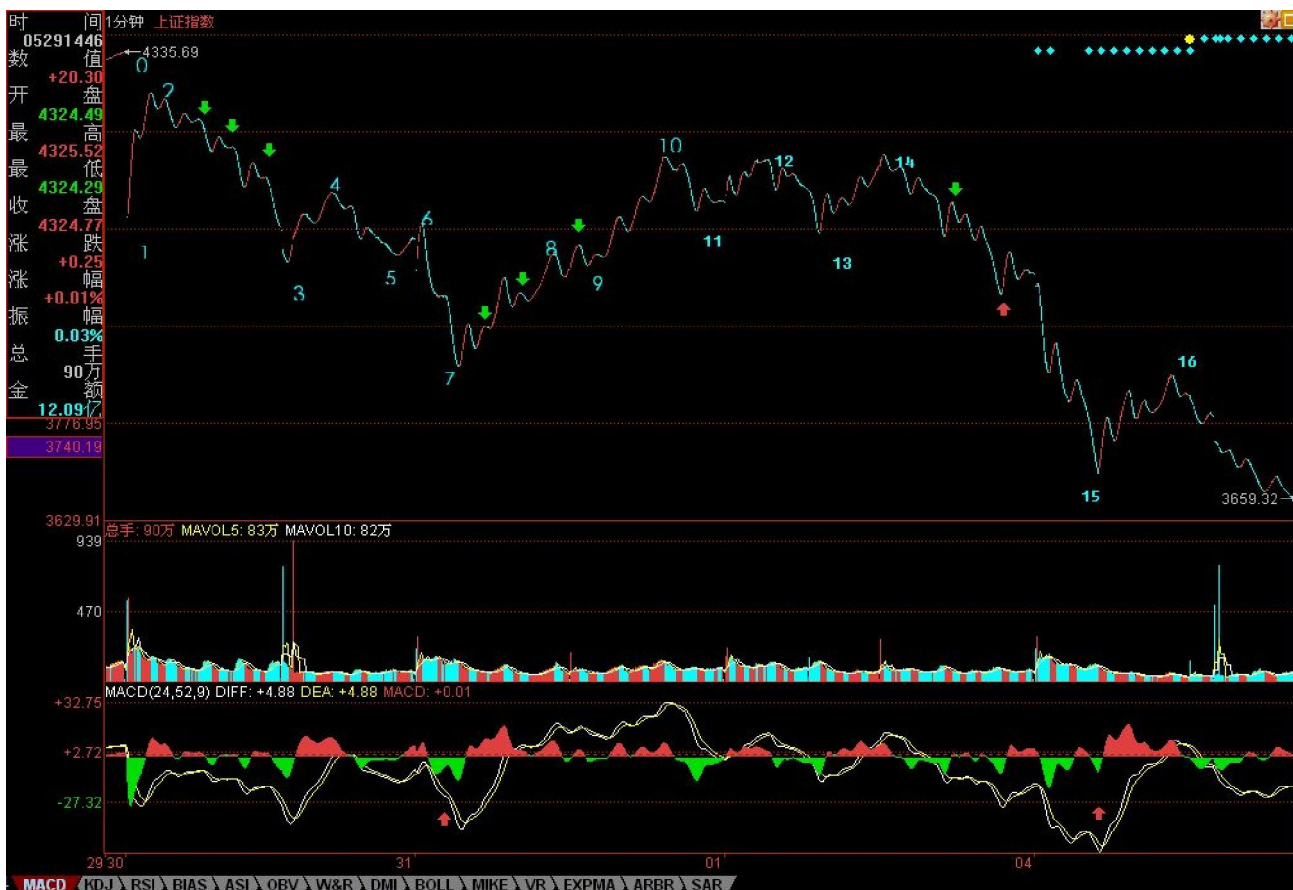 1分钟 上证指数
时间
05291446
数值
+20.30
开盘
4324.49
最高
4325.52
最低
4324.29
收盘
4324.77
涨跌
+0.25
涨幅
+0.01%
振幅
0.03%
总手
90万
金额
12.09亿
3776.95
3740.19
3629.91
4335.69
0
1
2
3
4
5
6
7
8
9
10
11
12
13
14
15
16
3659.32
总手: 90万 MAVOL5: 83万 MAVOL10: 82万
939
470
MACD(24,52,9) DIFF: +4.88 DEA: +4.88 MACD: +0.01
+32.75
+2.72
-27.32
29 30 31 01 04
MACD KDJ RSI BIAS ASI OBV W&R DMI BOLL MIKE VR EXPMA ARBR SAR